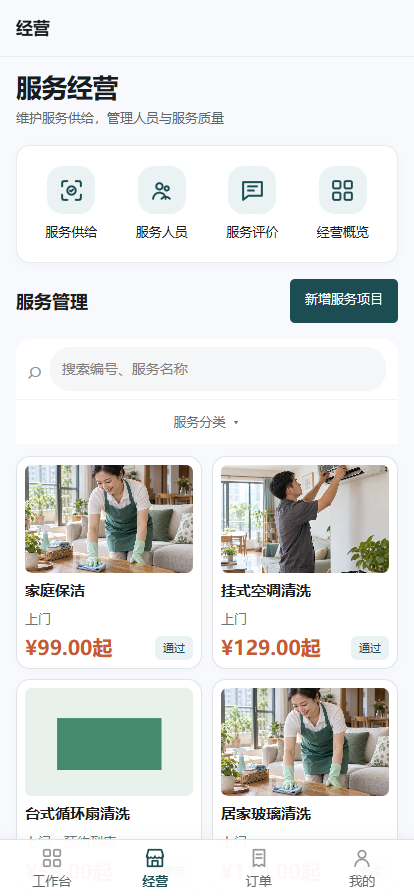 经营
服务经营
维护服务供给，管理人员与服务质量
服务供给
服务人员
服务评价
经营概览
服务管理
新增服务项目
搜索编号、服务名称
服务分类
家庭保洁
上门
¥99.00起
通过
挂式空调清洗
上门
¥129.00起
通过
台式循环扇清洗
居家玻璃清洗
工作台
经营
订单
我的